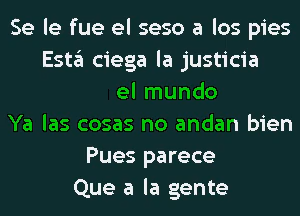 Se le fue el seso a los pies
Está ciega la justicia
el mundo
Ya las cosas no andan bien
Pues parece
Que a la gente